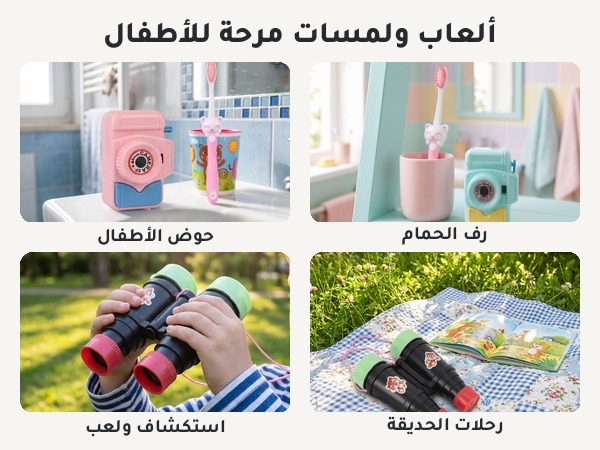 ألعاب ولمسات مرحة للأطفال
رف الحمام
حوض الأطفال
رحلات الحديقة
استكشاف ولعب